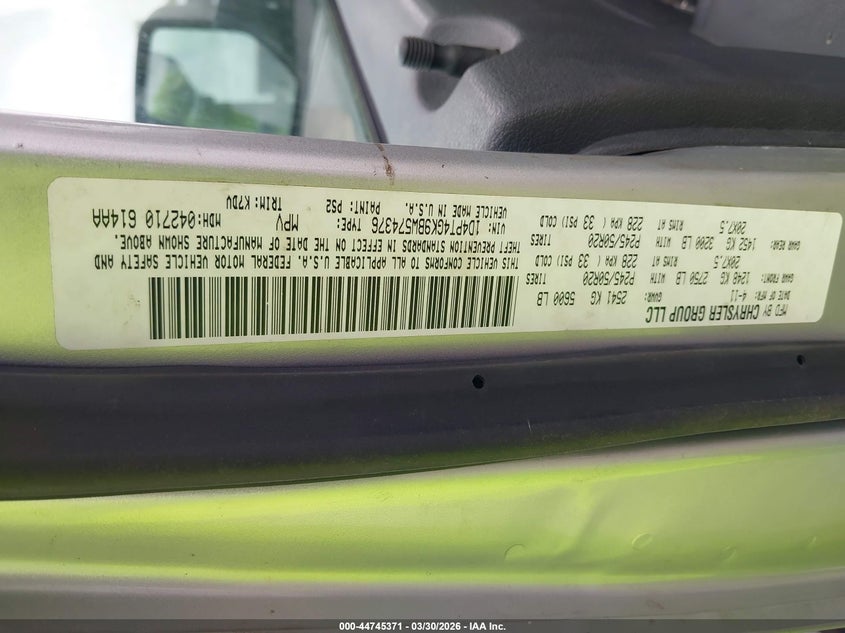 MFD BY CHRYSLER GROUP LLC
DATE OF MFR: 4-11 GVWR: 2541 KG 5600 LB
GAWR FRONT: 1248 KG 2750 LB WITH P245/50R20 TIRES
20X7.5 RIMS AT 228 KPA ( 33 PSI) COLD
GAWR REAR: 1452 KG 3200 LB WITH P245/50R20 TIRES
20X7.5 RIMS AT 228 KPA ( 33 PSI) COLD
THIS VEHICLE CONFORMS TO ALL APPLICABLE U.S.A. FEDERAL MOTOR VEHICLE SAFETY AND
THEFT PREVENTION STANDARDS IN EFFECT ON THE DATE OF MANUFACTURE SHOWN ABOVE.
VIN: 1D4PT4GK9BW574376 TYPE: MPV MDH:042710 614AA
VEHICLE MADE IN U.S.A. PAINT: PS2 TRIM: K7DV
000-44745371 | 03/30/2026 - IAA Inc.